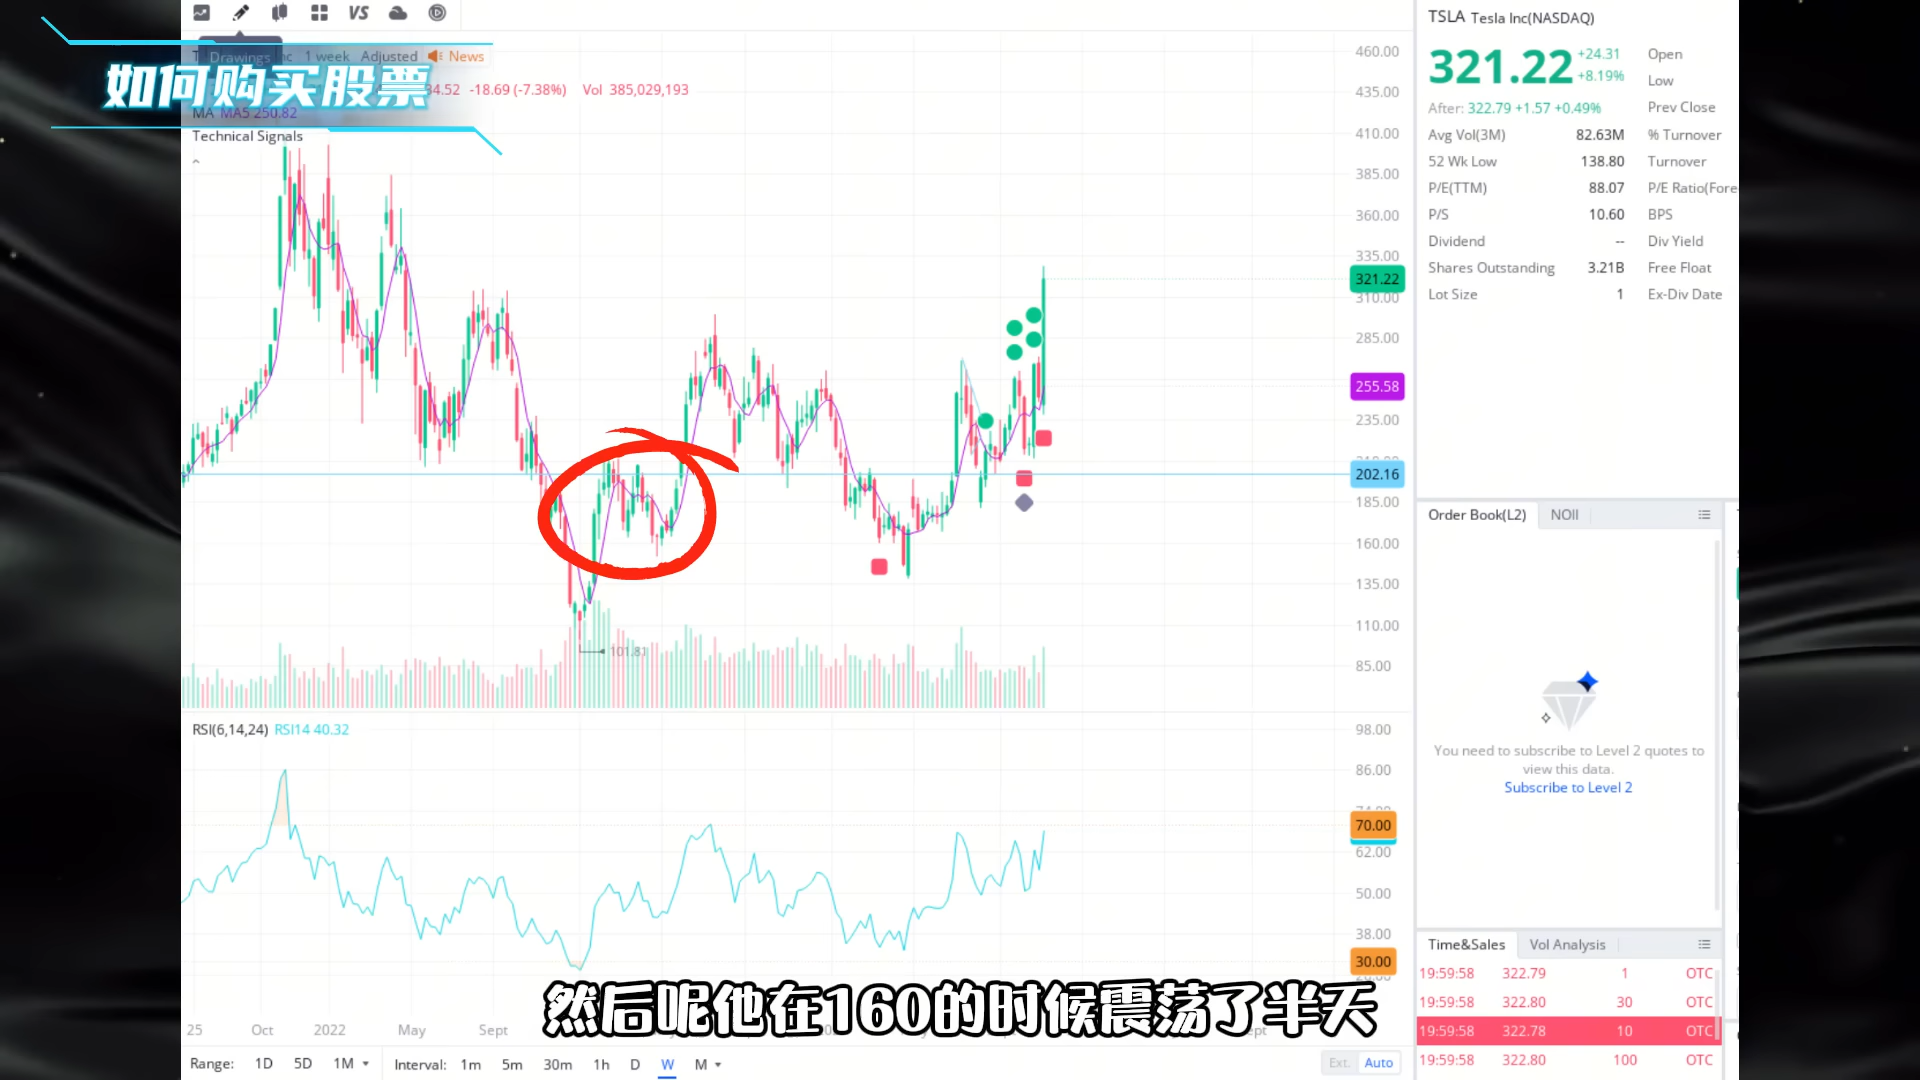 VS
Drawings
1 week Adjusted News
如何购买股票
34.52 -18.69 (-7.38%) Vol 385,029,193
MA MA5 250.82
Technical Signals
460.00
435.00
410.00
385.00
360.00
335.00
321.22
310.00
285.00
255.58
235.00
202.16
185.00
160.00
135.00
110.00
85.00
101.81
RSI(6,14,24) RSI14 40.32
98.00
86.00
70.00
62.00
50.00
38.00
30.00
然后呢他在160的时候震荡了半天
25 Oct 2022 May Sept
Range: 1D 5D 1M Interval: 1m 5m 30m 1h D W M
Ext. Auto
TSLA Tesla Inc(NASDAQ)
321.22 +24.31 +8.19%
After: 322.79 +1.57 +0.49%
Open
Low
Prev Close
Avg Vol(3M) 82.63M % Turnover
52 Wk Low 138.80 Turnover
P/E(TTM) 88.07 P/E Ratio(Fore
P/S 10.60 BPS
Dividend -- Div Yield
Shares Outstanding 3.21B Free Float
Lot Size 1 Ex-Div Date
Order Book(L2) NOII
You need to subscribe to Level 2 quotes to
view this data.
Subscribe to Level 2
Time&Sales Vol Analysis
19:59:58 322.79 1 OTC
19:59:58 322.80 30 OTC
19:59:58 322.78 10 OTC
19:59:58 322.80 100 OTC